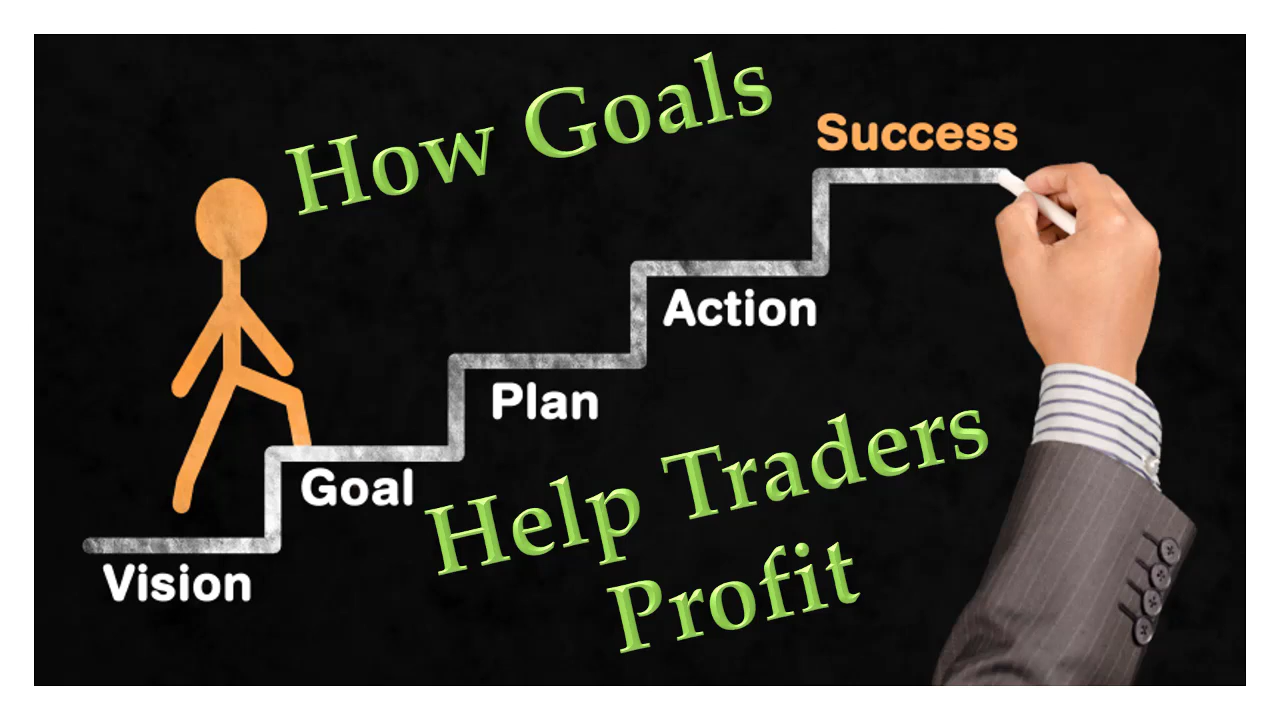 How Goals
Success
Action
Plan
Goal
Help Traders
Profit
Vision